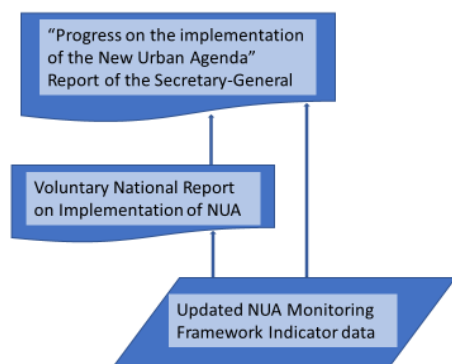 “Progress on the implementation
of the New Urban Agenda”
Report of the Secretary-General
Voluntary National Report
on Implementation of NUA
Updated NUA Monitoring
Framework Indicator data